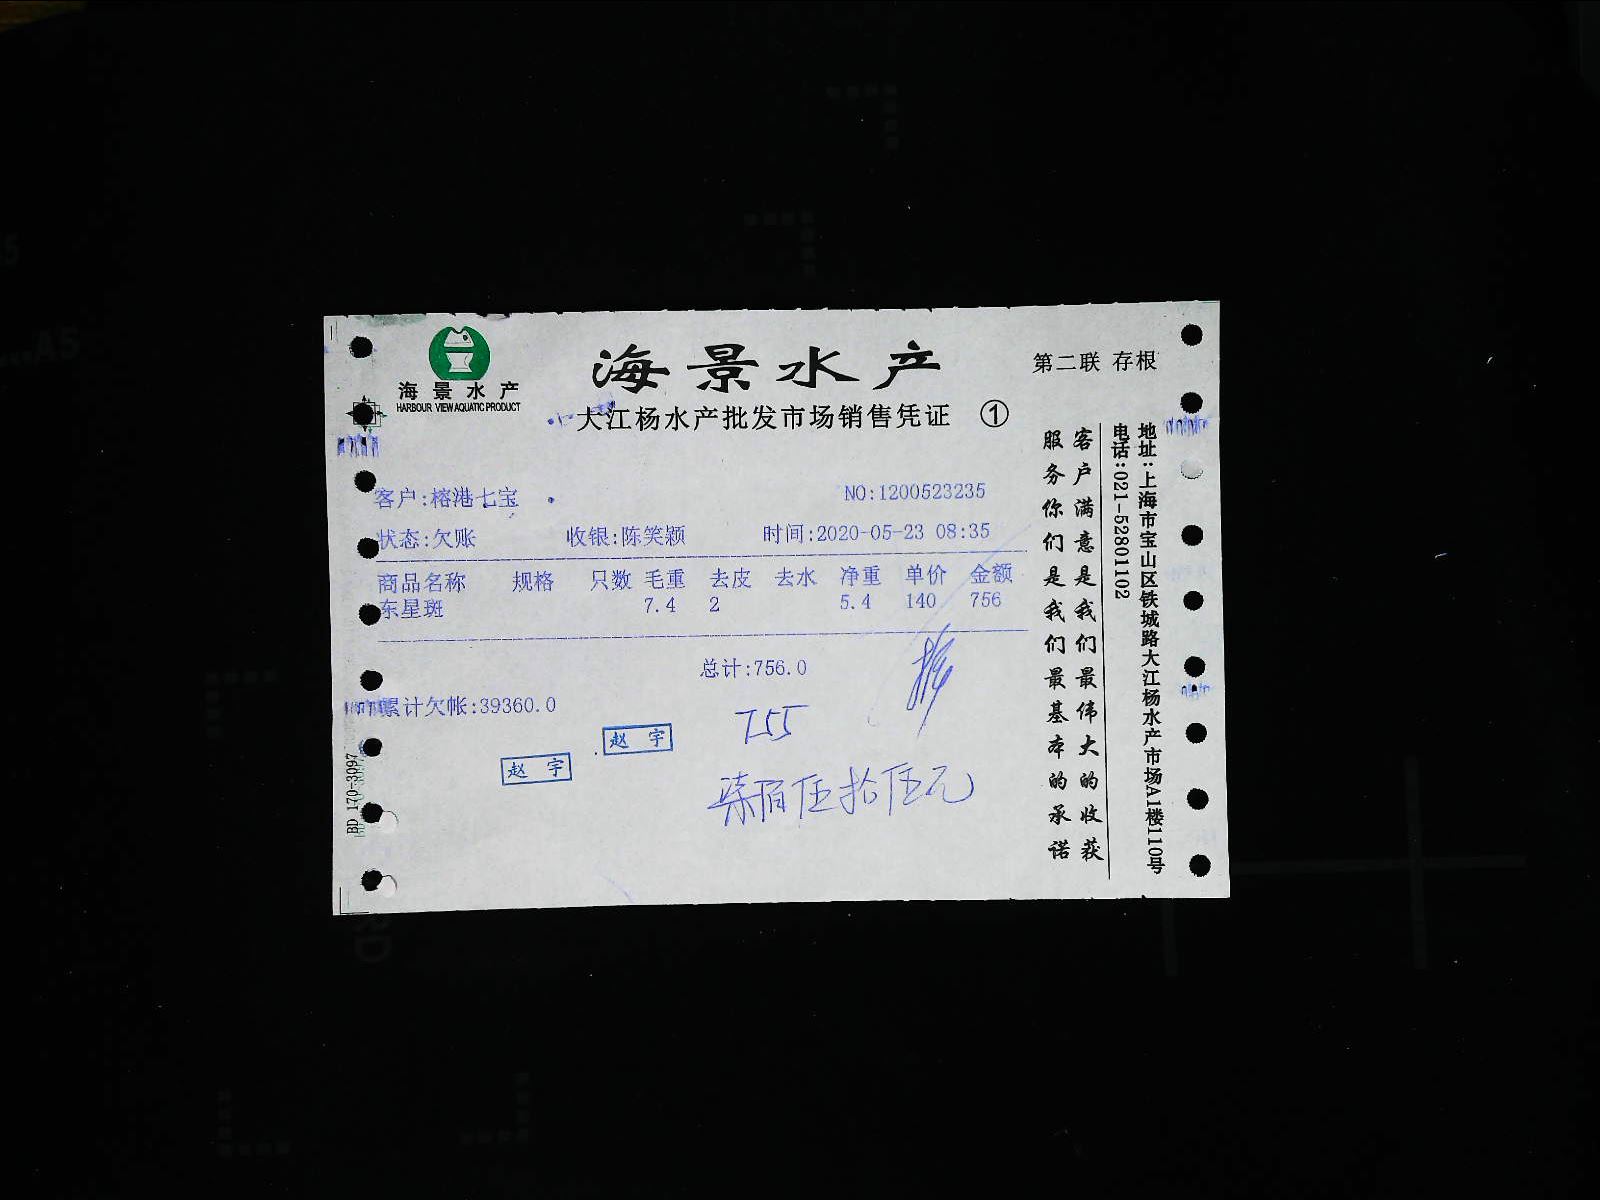 海景水产
HARBOUR VIEW AQUATIC PRODUCT
海景水产
第二联 存根
大江杨水产批发市场销售凭证 ①
客户:榕港七宝
NO:1200523235
状态:欠账 收银:陈笑颖 时间:2020-05-23 08:35
商品名称 规格 只数 毛重 去皮 去水 净重 单价 金额
东星斑 7.4 2 5.4 140 756
总计:756.0
累计欠帐:39360.0
755
赵宇
赵宇
柒佰伍拾伍元
BD 170-3097
客户满意是我们最伟大的收获
服务你们是我们最基本的承诺
地址:上海市宝山区铁城路大江杨水产市场A1楼110号
电话:021-52801102